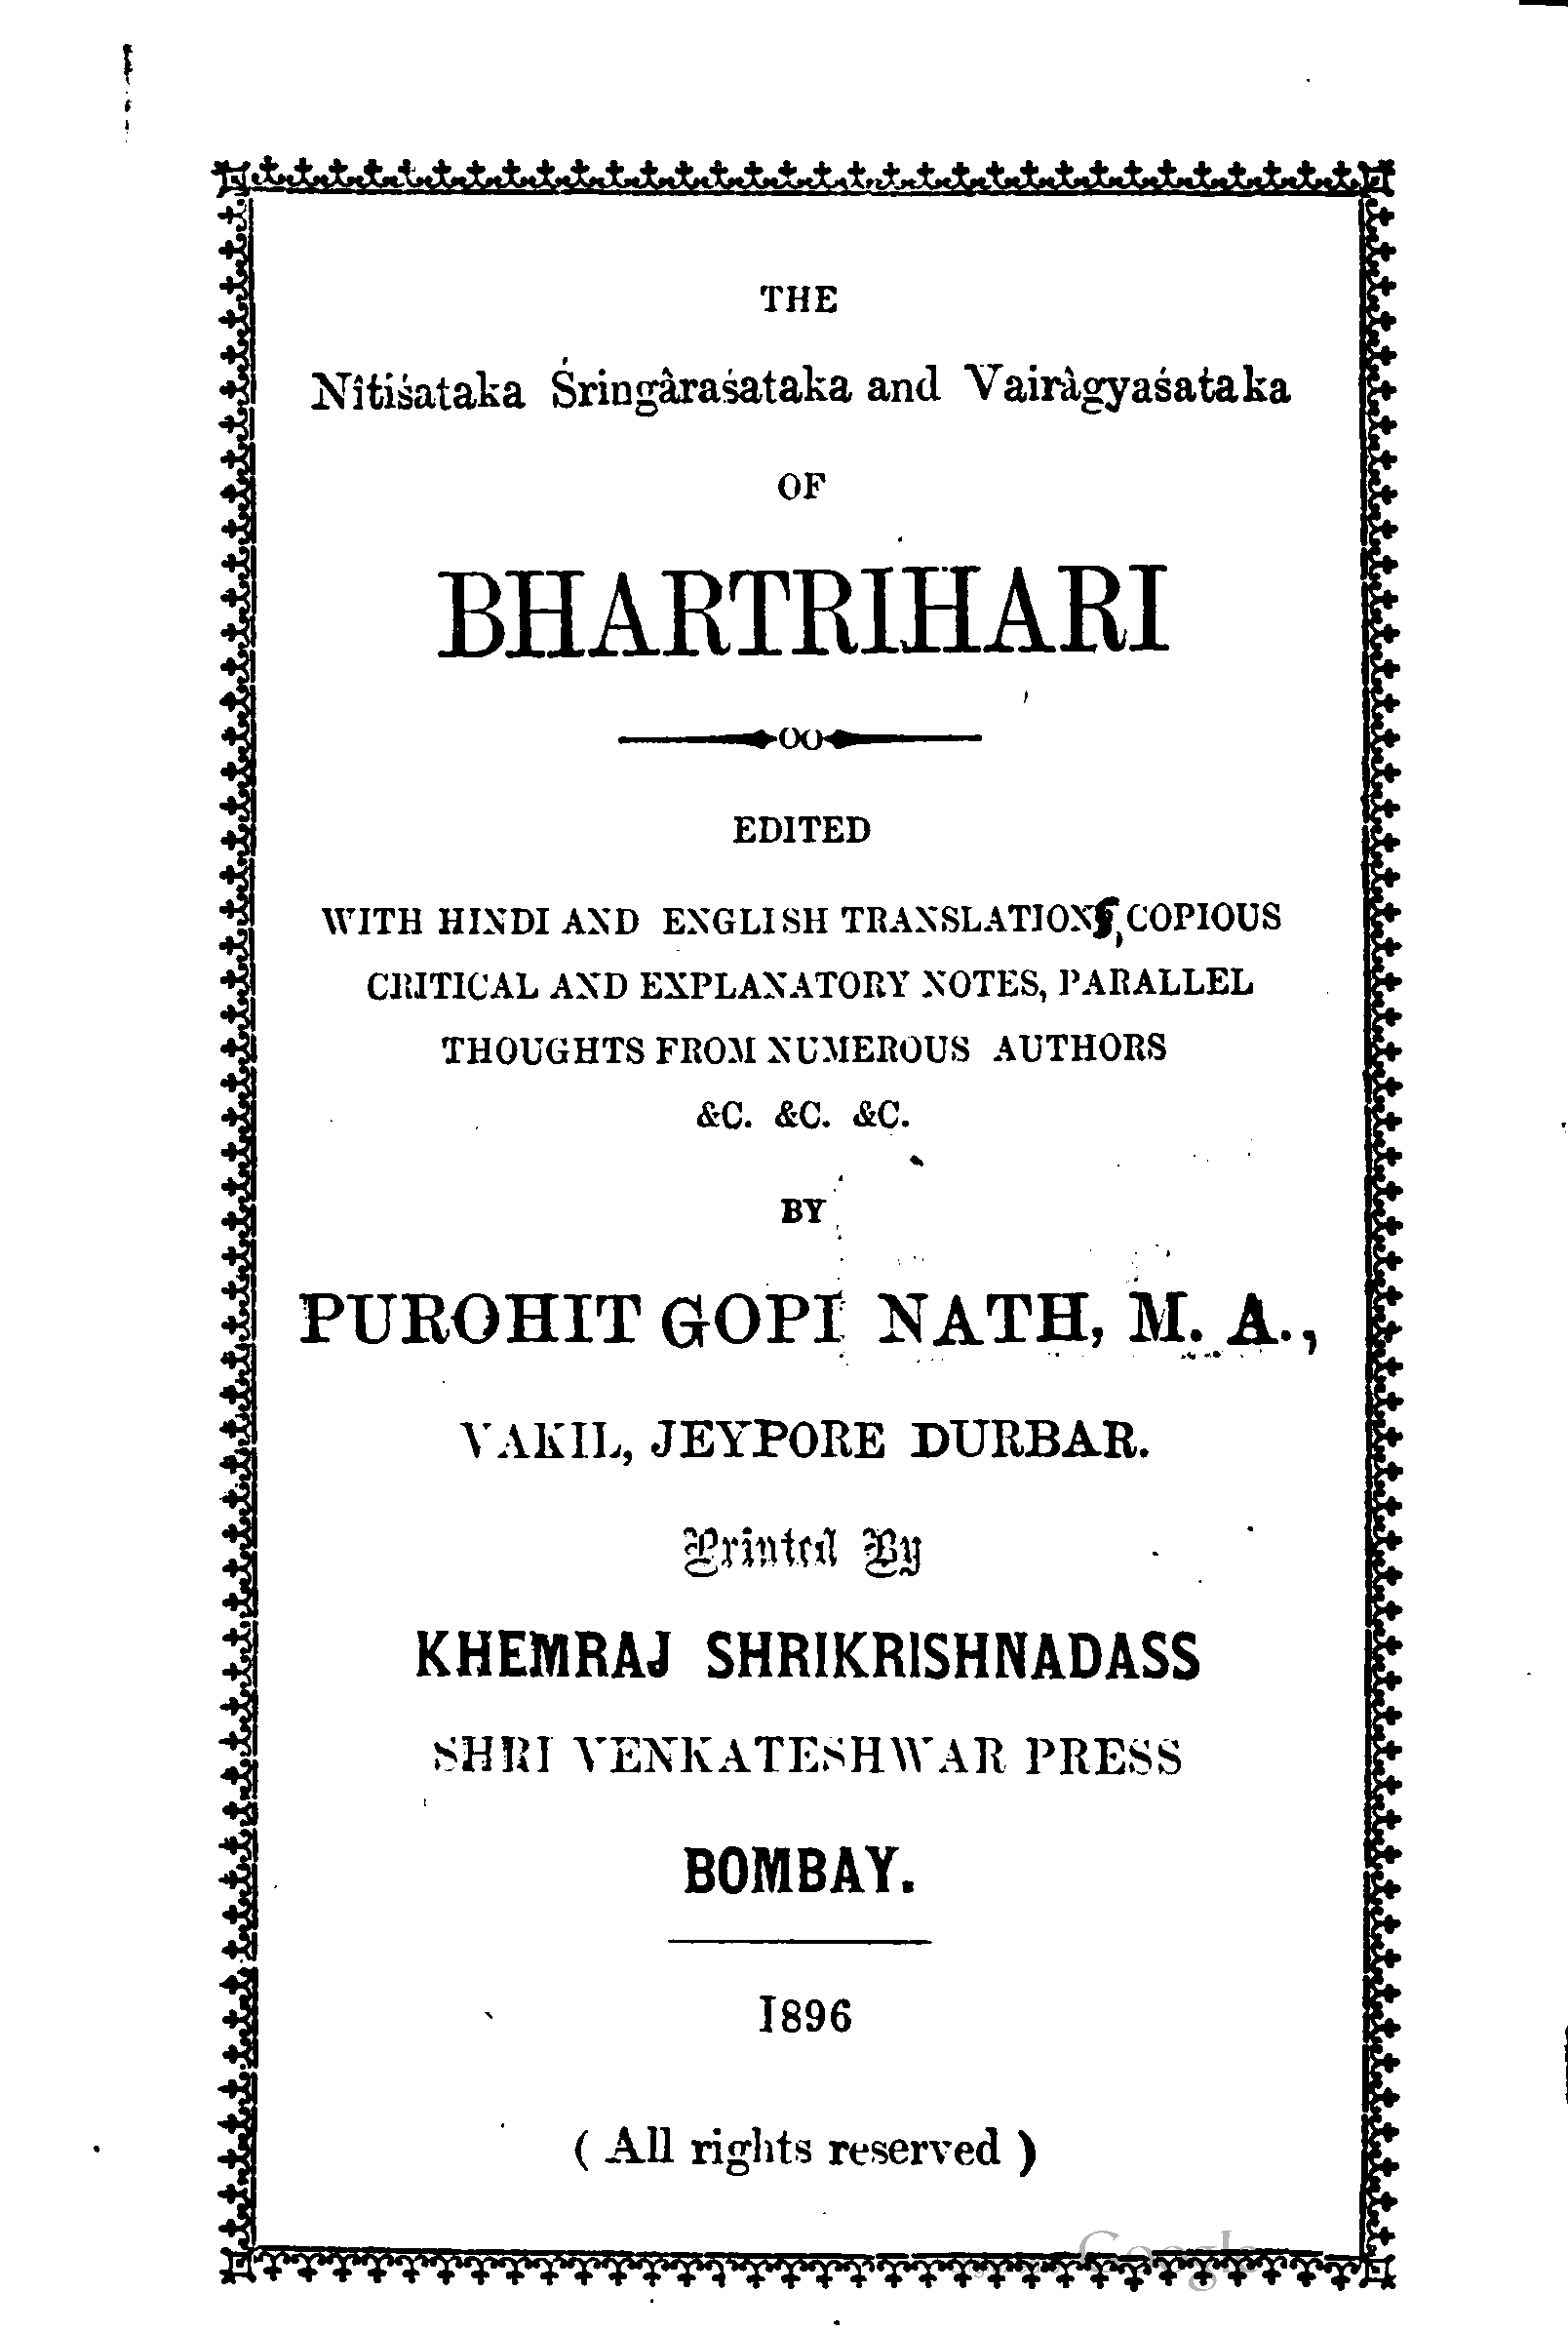 THE
Nîtiśataka Śringâraśataka and Vairâgyaśataka
OF
BHARTRIHARI
EDITED
WITH HINDI AND ENGLISH TRANSLATIONS, COPIOUS
CRITICAL AND EXPLANATORY NOTES, PARALLEL
THOUGHTS FROM NUMEROUS AUTHORS
&C. &C. &C.
BY
PUROHIT GOPI NATH, M. A.,
VAKIL, JEYPORE DURBAR.
Printed By
KHEMRAJ SHRIKRISHNADASS
SHRI VENKATESHWAR PRESS
BOMBAY.
1896
( All rights reserved )
Google